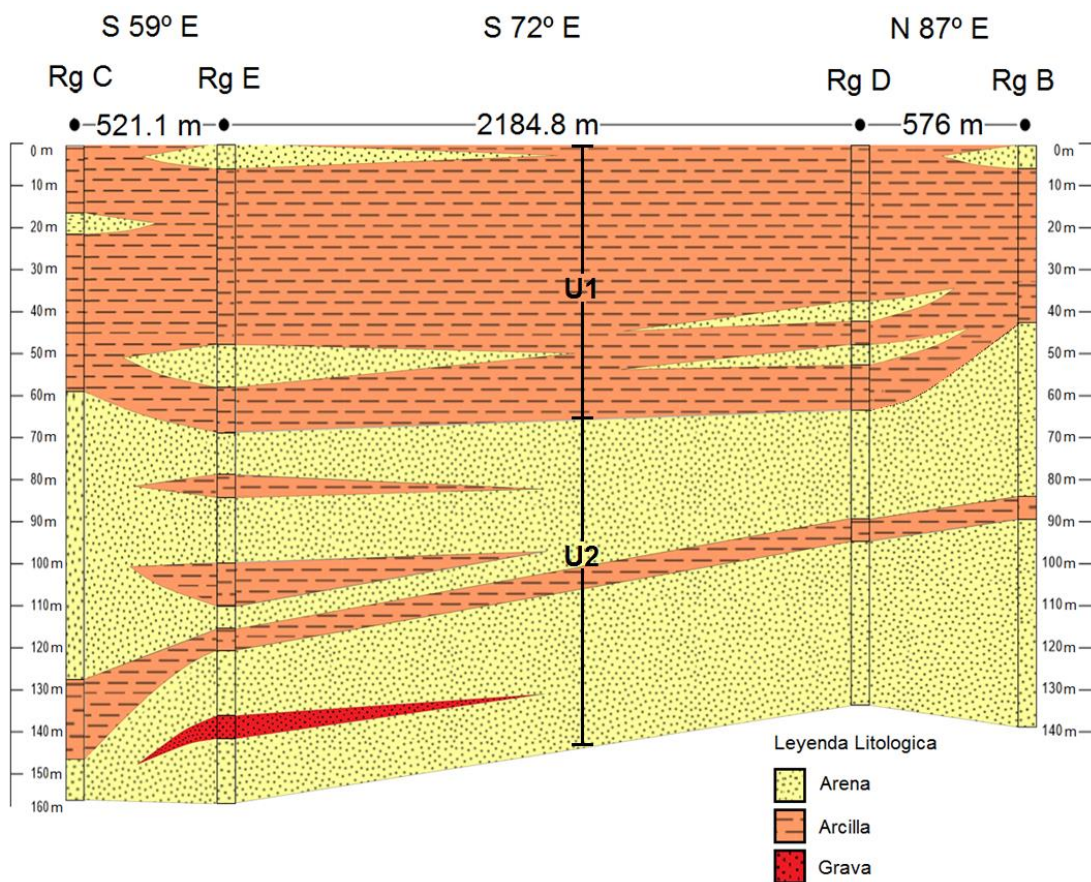 S 59º E S 72º E N 87º E
Rg C Rg E Rg D Rg B
521.1 m 2184.8 m 576 m
0 m 0 m
10 m 10 m
20 m 20 m
30 m 30 m
U1
40 m 40 m
50 m 50 m
60 m 60 m
70 m 70 m
80 m 80 m
90 m 90 m
U2
100 m 100 m
110 m 110 m
120 m 120 m
130 m 130 m
140 m 140 m
150 m
160 m
Leyenda Litologica
Arena
Arcilla
Grava